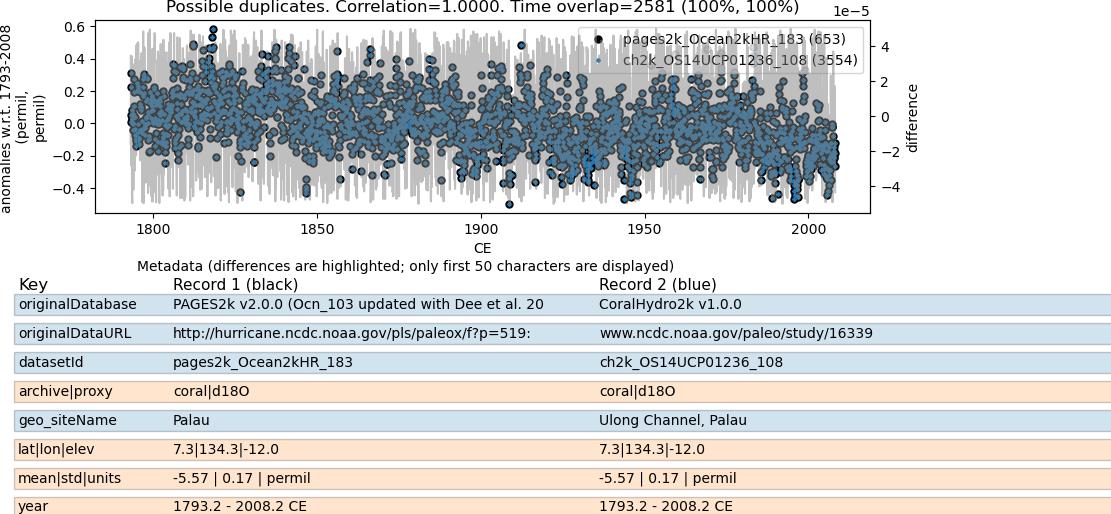 Possible duplicates. Correlation=1.0000. Time overlap=2581 (100%, 100%)
1e−5
anomalies w.r.t. 1793-2008
(permil,
permil)
0.6
0.4
0.2
0.0
−0.2
−0.4
pages2k_Ocean2kHR_183 (653)
ch2k_OS14UCP01236_108 (3554)
4
2
0
−2
−4
difference
1800 1850 1900 1950 2000
CE
Metadata (differences are highlighted; only first 50 characters are displayed)
Key Record 1 (black) Record 2 (blue)
originalDatabase PAGES2k v2.0.0 (Ocn_103 updated with Dee et al. 20 CoralHydro2k v1.0.0
originalDataURL http://hurricane.ncdc.noaa.gov/pls/paleox/f?p=519: www.ncdc.noaa.gov/paleo/study/16339
datasetId pages2k_Ocean2kHR_183 ch2k_OS14UCP01236_108
archive|proxy coral|d18O coral|d18O
geo_siteName Palau Ulong Channel, Palau
lat|lon|elev 7.3|134.3|-12.0 7.3|134.3|-12.0
mean|std|units -5.57 | 0.17 | permil -5.57 | 0.17 | permil
year 1793.2 - 2008.2 CE 1793.2 - 2008.2 CE